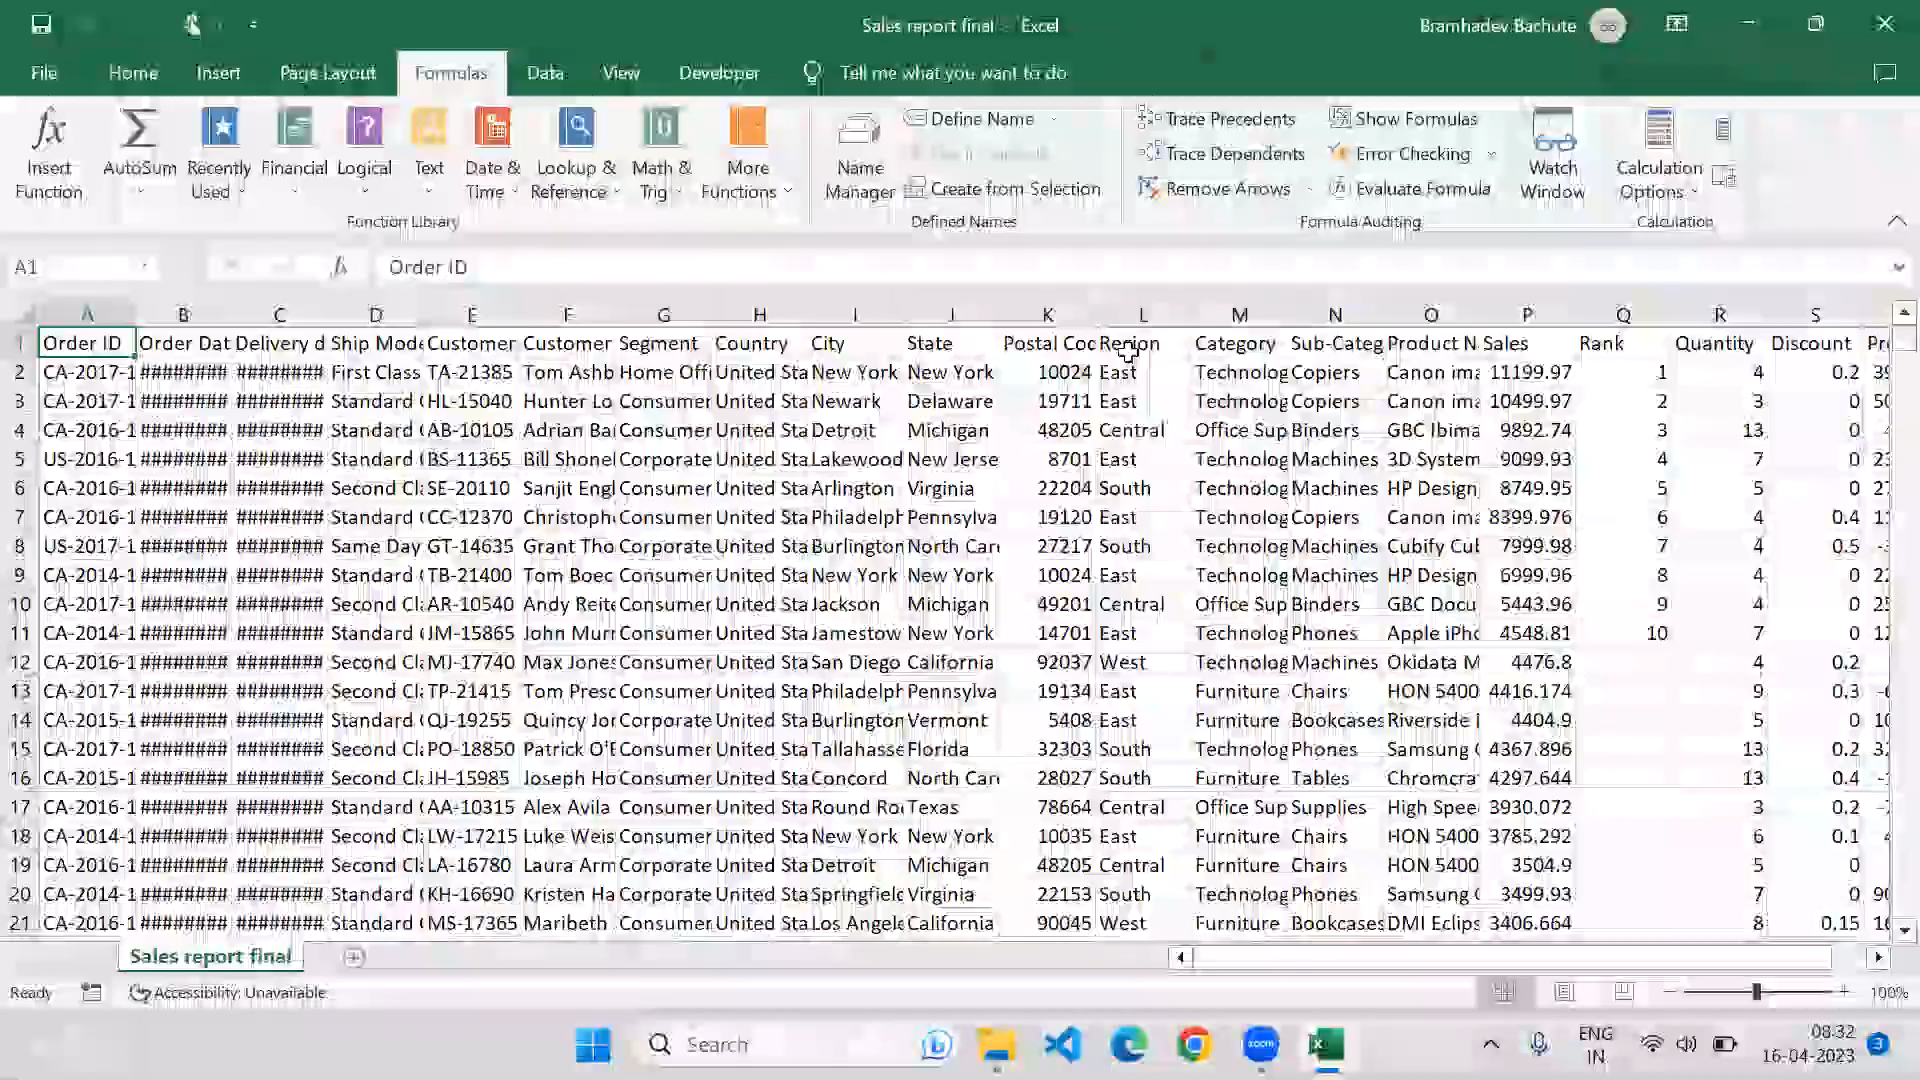 Sales report final - Excel
Bramhadev Bachute
File Home Insert Page Layout Formulas Data View Developer Tell me what you want to do
Insert Function
AutoSum
Recently Used
Financial
Logical
Text
Date & Time
Lookup & Reference
Math & Trig
More Functions
Function Library
Name Manager
Define Name
Create from Selection
Defined Names
Trace Precedents
Trace Dependents
Remove Arrows
Show Formulas
Error Checking
Evaluate Formula
Formula Auditing
Watch Window
Calculation Options
Calculation
A1 fx Order ID
A B C D E F G H I J K L M N O P Q R S
1 Order ID Order Dat Delivery d Ship Mode Customer Customer Segment Country City State Postal Coc Region Category Sub-Categ Product N Sales Rank Quantity Discount Pr
2 CA-2017-1 ######## ######## First Class TA-21385 Tom Ashb Home Offi United Sta New York New York 10024 East Technolog Copiers Canon ima 11199.97 1 4 0.2 39
3 CA-2017-1 ######## ######## Standard HL-15040 Hunter Lo Consumer United Sta Newark Delaware 19711 East Technolog Copiers Canon ima 10499.97 2 3 0 50
4 CA-2016-1 ######## ######## Standard AB-10105 Adrian Ba Consumer United Sta Detroit Michigan 48205 Central Office Sup Binders GBC Ibima 9892.74 3 13 0
5 US-2016-1 ######## ######## Standard BS-11365 Bill Shone Corporate United Sta Lakewood New Jerse 8701 East Technolog Machines 3D System 9099.93 4 7 0 23
6 CA-2016-1 ######## ######## Second Cl SE-20110 Sanjit Engl Consumer United Sta Arlington Virginia 22204 South Technolog Machines HP Design 8749.95 5 5 0 27
7 CA-2016-1 ######## ######## Standard CC-12370 Christoph Consumer United Sta Philadelph Pennsylva 19120 East Technolog Copiers Canon ima 8399.976 6 4 0.4 11
8 US-2017-1 ######## ######## Same Day GT-14635 Grant Tho Corporate United Sta Burlington North Car 27217 South Technolog Machines Cubify Cul 7999.98 7 4 0.5
9 CA-2014-1 ######## ######## Standard TB-21400 Tom Boec Consumer United Sta New York New York 10024 East Technolog Machines HP Design 6999.96 8 4 0 22
10 CA-2017-1 ######## ######## Second Cl AR-10540 Andy Reite Consumer United Sta Jackson Michigan 49201 Central Office Sup Binders GBC Docu 5443.96 9 4 0 25
11 CA-2014-1 ######## ######## Standard JM-15865 John Murr Consumer United Sta Jamestow New York 14701 East Technolog Phones Apple iPho 4548.81 10 7 0 12
12 CA-2016-1 ######## ######## Second Cl MJ-17740 Max Jones Consumer United Sta San Diego California 92037 West Technolog Machines Okidata M 4476.8 4 0.2
13 CA-2017-1 ######## ######## Second Cl TP-21415 Tom Presc Consumer United Sta Philadelph Pennsylva 19134 East Furniture Chairs HON 5400 4416.174 9 0.3
14 CA-2015-1 ######## ######## Standard QJ-19255 Quincy Jor Corporate United Sta Burlington Vermont 5408 East Furniture Bookcases Riverside 4404.9 5 0 10
15 CA-2017-1 ######## ######## Second Cl PO-18850 Patrick O'B Consumer United Sta Tallahasse Florida 32303 South Technolog Phones Samsung 4367.896 13 0.2 32
16 CA-2015-1 ######## ######## Second Cl JH-15985 Joseph Ho Consumer United Sta Concord North Car 28027 South Furniture Tables Chromcra 4297.644 13 0.4
17 CA-2016-1 ######## ######## Standard AA-10315 Alex Avila Consumer United Sta Round Ro Texas 78664 Central Office Sup Supplies High Spee 3930.072 3 0.2
18 CA-2014-1 ######## ######## Second Cl LW-17215 Luke Weis Consumer United Sta New York New York 10035 East Furniture Chairs HON 5400 3785.292 6 0.1 4
19 CA-2016-1 ######## ######## Second Cl LA-16780 Laura Arm Corporate United Sta Detroit Michigan 48205 Central Furniture Chairs HON 5400 3504.9 5 0
20 CA-2014-1 ######## ######## Standard KH-16690 Kristen Ha Corporate United Sta Springfield Virginia 22153 South Technolog Phones Samsung 3499.93 7 0 90
21 CA-2016-1 ######## ######## Standard MS-17365 Maribeth Consumer United Sta Los Angele California 90045 West Furniture Bookcases DMI Eclips 3406.664 8 0.15 16
Sales report final
Ready Accessibility: Unavailable 100%
Search
zoom
ENG IN
08:32
16-04-2023
3